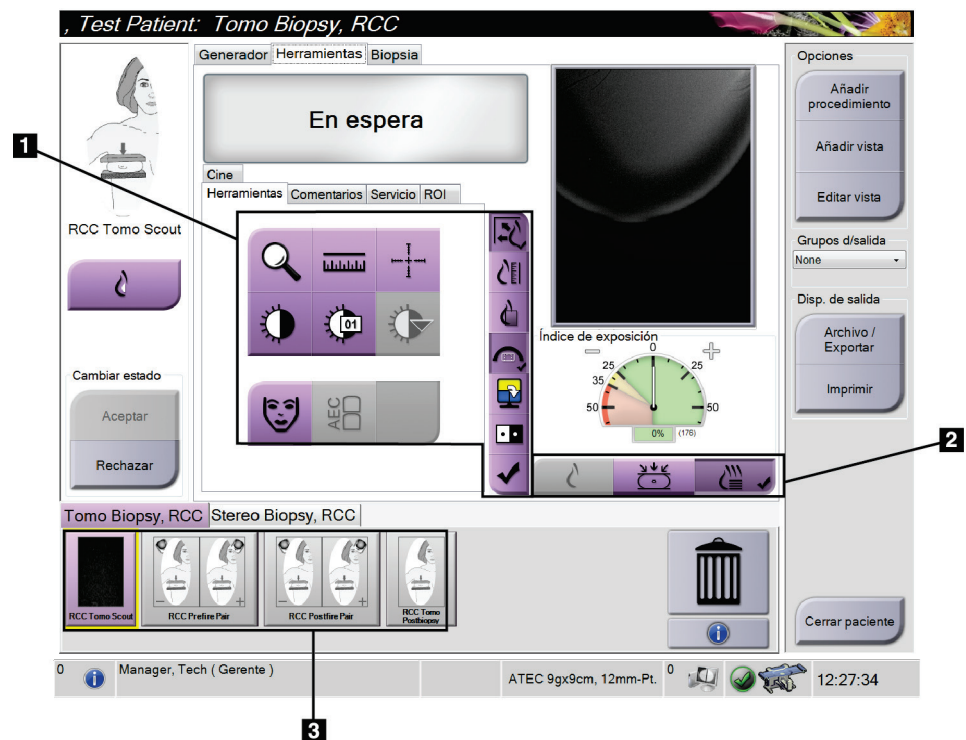 , Test Patient: Tomo Biopsy, RCC
Generador Herramientas Biopsia
Opciones
En espera
Añadir
procedimiento
Añadir vista
Editar vista
1
Cine
Herramientas Comentarios Servicio ROI
RCC Tomo Scout
Grupos d/salida
None
01
Disp. de salida
Archivo /
Exportar
Imprimir
Índice de exposición
0
25 25
35
50 50
0% (176)
Cambiar estado
Aceptar
Rechazar
AEC
2
Tomo Biopsy, RCC Stereo Biopsy, RCC
RCC Tomo Scout
− +
RCC Prefire Pair
− +
RCC Postfire Pair
RCC Tomo
Postbiopsy
Cerrar paciente
0 Manager, Tech ( Gerente ) ATEC 9gx9cm, 12mm-Pt. 0 12:27:34
3